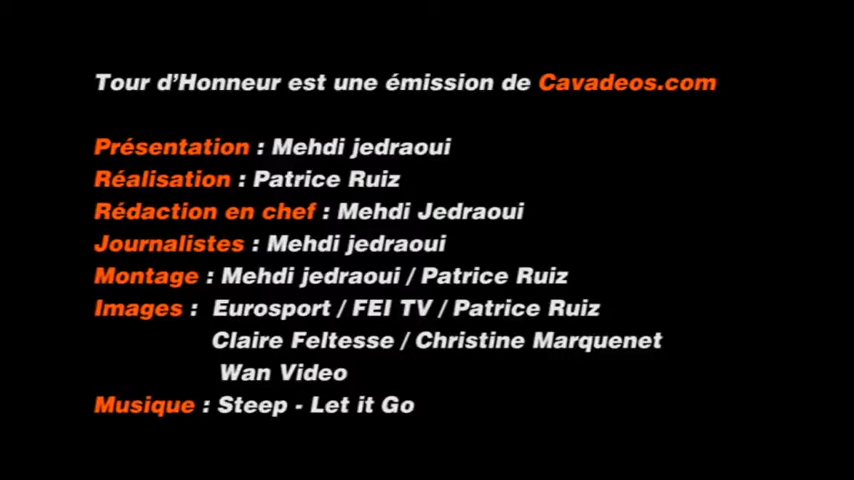 Tour d'Honneur est une émission de Cavadeos.com
Présentation : Mehdi jedraoui
Réalisation : Patrice Ruiz
Rédaction en chef : Mehdi Jedraoui
Journalistes : Mehdi jedraoui
Montage : Mehdi jedraoui / Patrice Ruiz
Images : Eurosport / FEI TV / Patrice Ruiz
Claire Feltesse / Christine Marquenet
Wan Video
Musique : Steep - Let it Go